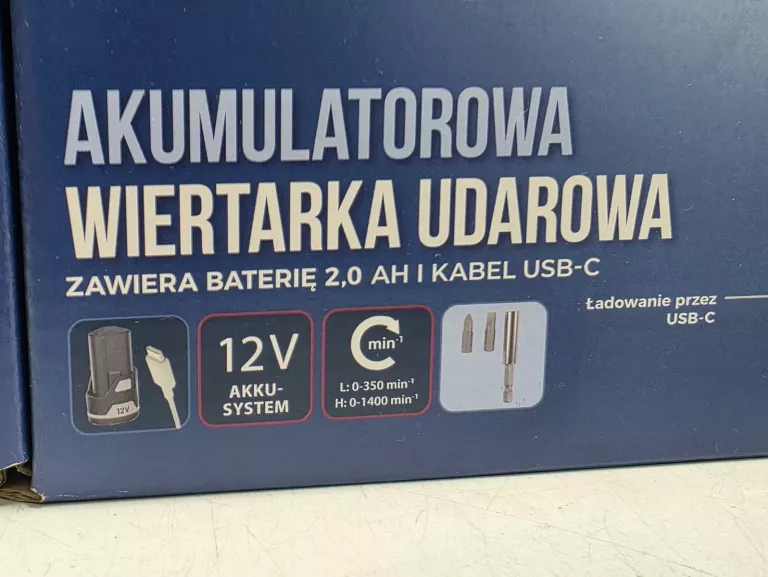 AKUMULATOROWA
WIERTARKA UDAROWA
ZAWIERA BATERIĘ 2,0 AH I KABEL USB-C
Ładowanie przez
USB-C
12V
12V
AKKU-
SYSTEM
min⁻¹
L: 0-350 min⁻¹
H: 0-1400 min⁻¹